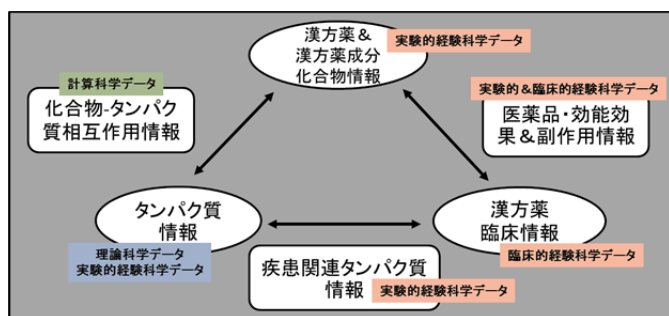 漢方薬&
漢方薬成分
化合物情報
実験的経験科学データ
計算科学データ
化合物-タンパク
質相互作用情報
実験的&臨床的経験科学データ
医薬品・効能効
果&副作用情報
タンパク質
情報
理論科学データ
実験的経験科学データ
漢方薬
臨床情報
臨床的経験科学データ
疾患関連タンパク質
情報
実験的経験科学データ